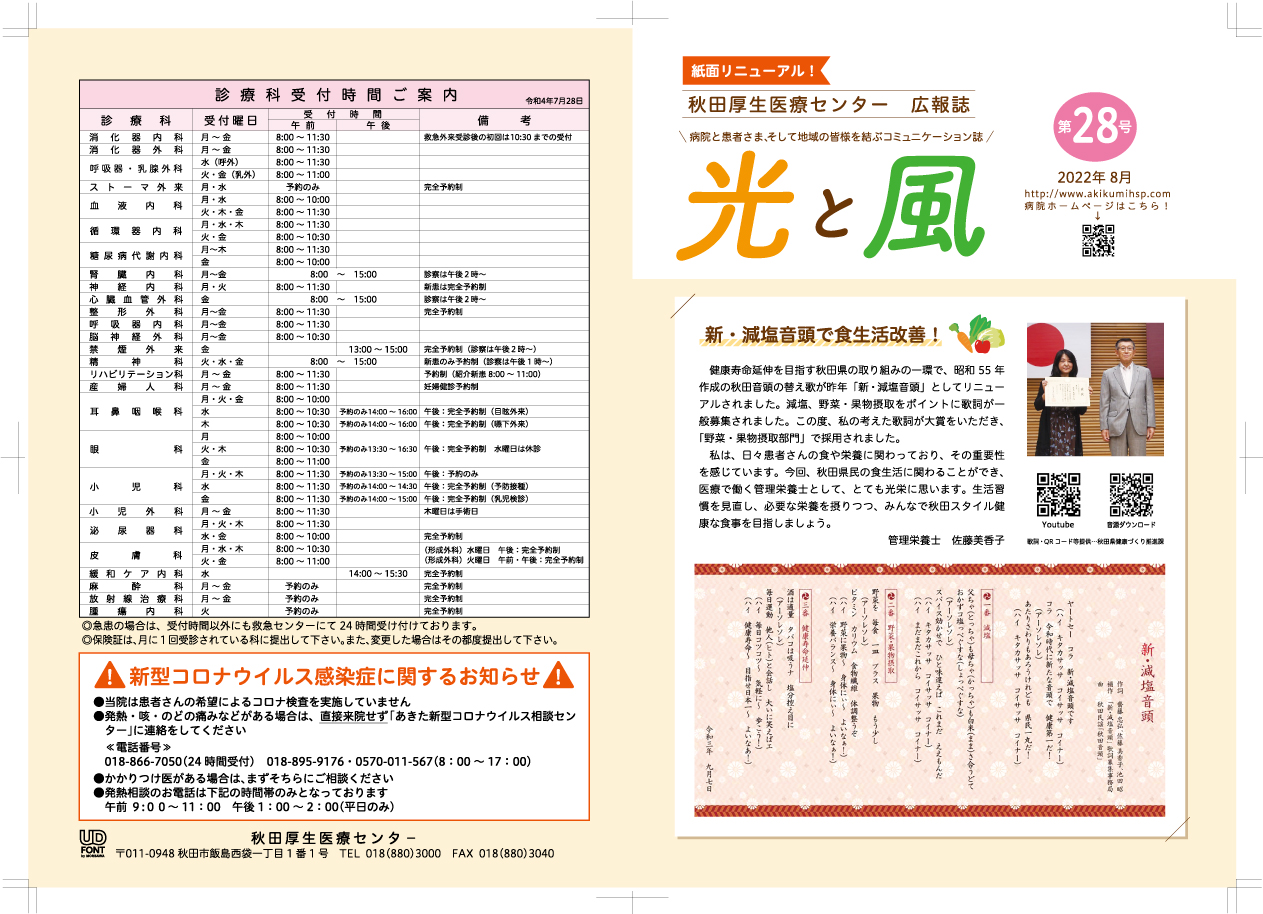 診療科受付時間ご案内
令和4年7月28日
診療科 受付曜日 受付時間 備考
午前 午後
消化器内科 月～金 8:00～11:30 救急外来受診後の初回は10:30までの受付
消化器外科 月～金 8:00～11:30
呼吸器・乳腺外科 水（呼外） 8:00～11:30
火・金（乳外） 8:00～11:00
ストーマ外来 月・水 予約のみ 完全予約制
血液内科 月・水 8:00～10:00
火・木・金 8:00～11:30
循環器内科 月・水・木 8:00～11:30
火・金 8:00～10:30
糖尿病代謝内科 月～木 8:00～11:30
金 8:00～10:00
腎臓内科 月～金 8:00 ～ 15:00 診察は午後２時～
神経内科 月・火 8:00～11:30 新患は完全予約制
心臓血管外科 金 8:00 ～ 15:00 診察は午後２時～
整形外科 月～金 8:00～11:30 完全予約制
呼吸器内科 月～金 8:00～11:30
脳神経外科 月～金 8:00～10:30
禁煙外来 金 13:00～15:00 完全予約制（診察は午後２時～）
精神科 火・水・金 8:00 ～ 15:00 新患のみ予約制（診察は午後１時～）
リハビリテーション科 月～金 8:00～11:30 予約制（紹介新患 8:00～11:00）
産婦人科 月～金 8:00～11:30 妊婦健診予約制
耳鼻咽喉科 月・火・金 8:00～10:00
水 8:00～10:30 予約のみ14:00～16:00 午後：完全予約制（目眩外来）
木 8:00～10:30 予約のみ14:00～16:00 午後：完全予約制（嚥下外来）
眼科 月 8:00～10:00
火・木 8:00～10:30 予約のみ13:30～16:30 午後：完全予約制 水曜日は休診
金 8:00～11:00
小児科 月・火・木 8:00～11:30 予約のみ13:30～15:00 午後：予約のみ
水 8:00～11:30 予約のみ14:00～14:30 午後：完全予約制（予防接種）
金 8:00～11:30 予約のみ14:00～15:00 午後：完全予約制（乳児検診）
小児外科 月～金 8:00～11:30 木曜日は手術日
泌尿器科 月・火・木 8:00～11:30
水・金 8:00～10:00 完全予約制
皮膚科 月・水・木 8:00～10:30 （形成外科）水曜日 午後：完全予約制
火・金 8:00～11:00 （形成外科）火曜日 午前・午後：完全予約制
緩和ケア内科 水 14:00～15:30 完全予約制
麻酔科 月～金 予約のみ 完全予約制
放射線治療科 月～金 予約のみ 完全予約制
腫瘍内科 火 予約のみ 完全予約制
◎急患の場合は、受付時間以外にも救急センターにて24時間受け付けております。
◎保険証は、月に１回受診されている科に提出して下さい。また、変更した場合はその都度提出して下さい。
新型コロナウイルス感染症に関するお知らせ
●当院は患者さんの希望によるコロナ検査を実施していません
●発熱・咳・のどの痛みなどがある場合は、直接来院せず「あきた新型コロナウイルス相談セン
ター」に連絡をしてください
≪電話番号≫
018-866-7050（24時間受付） 018-895-9176・0570-011-567（8：00～17：00）
●かかりつけ医がある場合は、まずそちらにご相談ください
●発熱相談のお電話は下記の時間帯のみとなっております
午前 9：00～11：00 午後1：00～2：00（平日のみ）
UD
FONT
by MORISAWA
秋田厚生医療センター
〒011-0948 秋田市飯島西袋一丁目１番１号 TEL 018(880)3000 FAX 018(880)3040
紙面リニューアル！
秋田厚生医療センター 広報誌
＼病院と患者さま、そして地域の皆様を結ぶコミュニケーション誌／
光と風
第28号
2022年 8月
http://www.akikumihsp.com
病院ホームページはこちら！
↓
新・減塩音頭で食生活改善！
健康寿命延伸を目指す秋田県の取り組みの一環で、昭和55年
作成の秋田音頭の替え歌が昨年「新・減塩音頭」としてリニュー
アルされました。減塩、野菜・果物摂取をポイントに歌詞が一
般募集されました。この度、私の考えた歌詞が大賞をいただき、
「野菜・果物摂取部門」で採用されました。
私は、日々患者さんの食や栄養に関わっており、その重要性
を感じています。今回、秋田県民の食生活に関わることができ、
医療で働く管理栄養士として、とても光栄に思います。生活習
慣を見直し、必要な栄養を摂りつつ、みんなで秋田スタイル健
康な食事を目指しましょう。
管理栄養士 佐藤美香子
Youtube
音源ダウンロード
歌詞・QRコード等提供…秋田県健康づくり推進課
新・減塩音頭
作詞 齋藤忠弘、佐藤美香子、池田昭
補作 「新・減塩音頭」歌詞募集事務局
曲 秋田民謡「秋田音頭」
ヤートセー コラ 新・減塩音頭です
（ハイ キタカサッサ コイサッサ コイナー）
コラ 令和時代に新たな音頭で 健康第一だ！
（アーソレソレ）
あたりさわりもあろうけれども 県民一丸だ！
（ハイ キタカサッサ コイサッサ コイナー）
一番 減塩
父ちゃ（とっちゃ）も母ちゃ（かっちゃ）も白米（まま）さ合うどて
おかずコ塩っぺぐすな（しょっぺぐすな）
（アーソレソレ）
スパイス効かせで ひと味違えば これまだ ええもんだ
（ハイ キタカサッサ コイサッサ コイナー）
（ハイ まだまだこれから コイサッサ コイナー）
二番 野菜・果物摂取
野菜を 毎食 一皿 プラス 果物 もう少し
（アーソレソレ）
ビタミン カリウム 食物繊維 体調整うぞ
（ハイ 野菜に果物～ 身体にいい～ よいなぁ！）
（ハイ 栄養バランス～ 身体にいい～ よいなぁ！）
三番 健康寿命延伸
酒は適量 タバコは吸うナ 塩分控え目に
（アーソレソレ）
毎日運動 他人（ヒト）と会話し 大いに笑えばエ
（ハイ 毎日コツコツ～ 気軽に～ 歩こう！）
（ハイ 健康寿命～ 目指せ日本一～ よいなあ！）
令和三年 九月七日